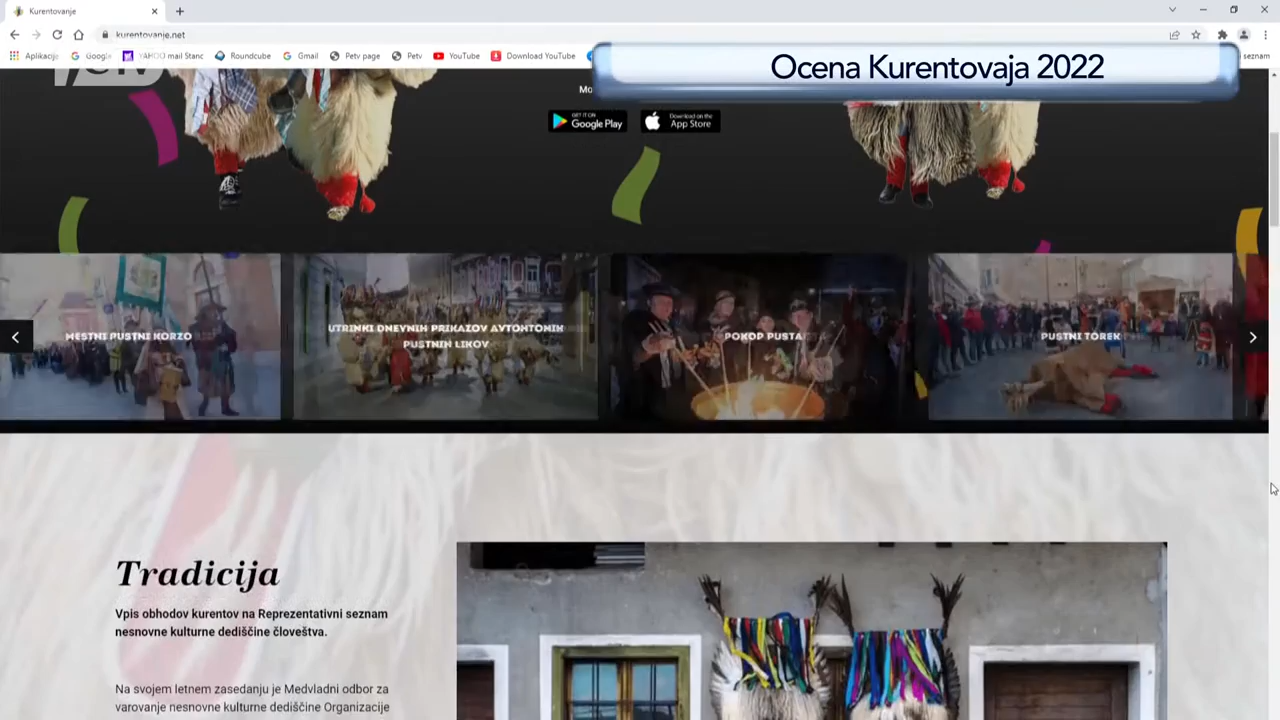 Kurentovanje
kurentovanje.net
Aplikacije
Google
YAHOO mail Stanc
Roundcube
Gmail
Petv page
Petv
YouTube
Download YouTube
seznam
Ocena Kurentovaja 2022
GET IT ON
Google Play
Download on the
App Store
MESTNI PUSTNI KORZO
UTRINKI DNEVNIH PRIKAZOV AVTOHTONIH
PUSTNIH LIKOV
POKOP PUSTA
PUSTNI TOREK
Tradicija
Vpis obhodov kurentov na Reprezentativni seznam
nesnovne kulturne dediščine človeštva.
Na svojem letnem zasedanju je Medvladni odbor za
varovanje nesnovne kulturne dediščine Organizacije